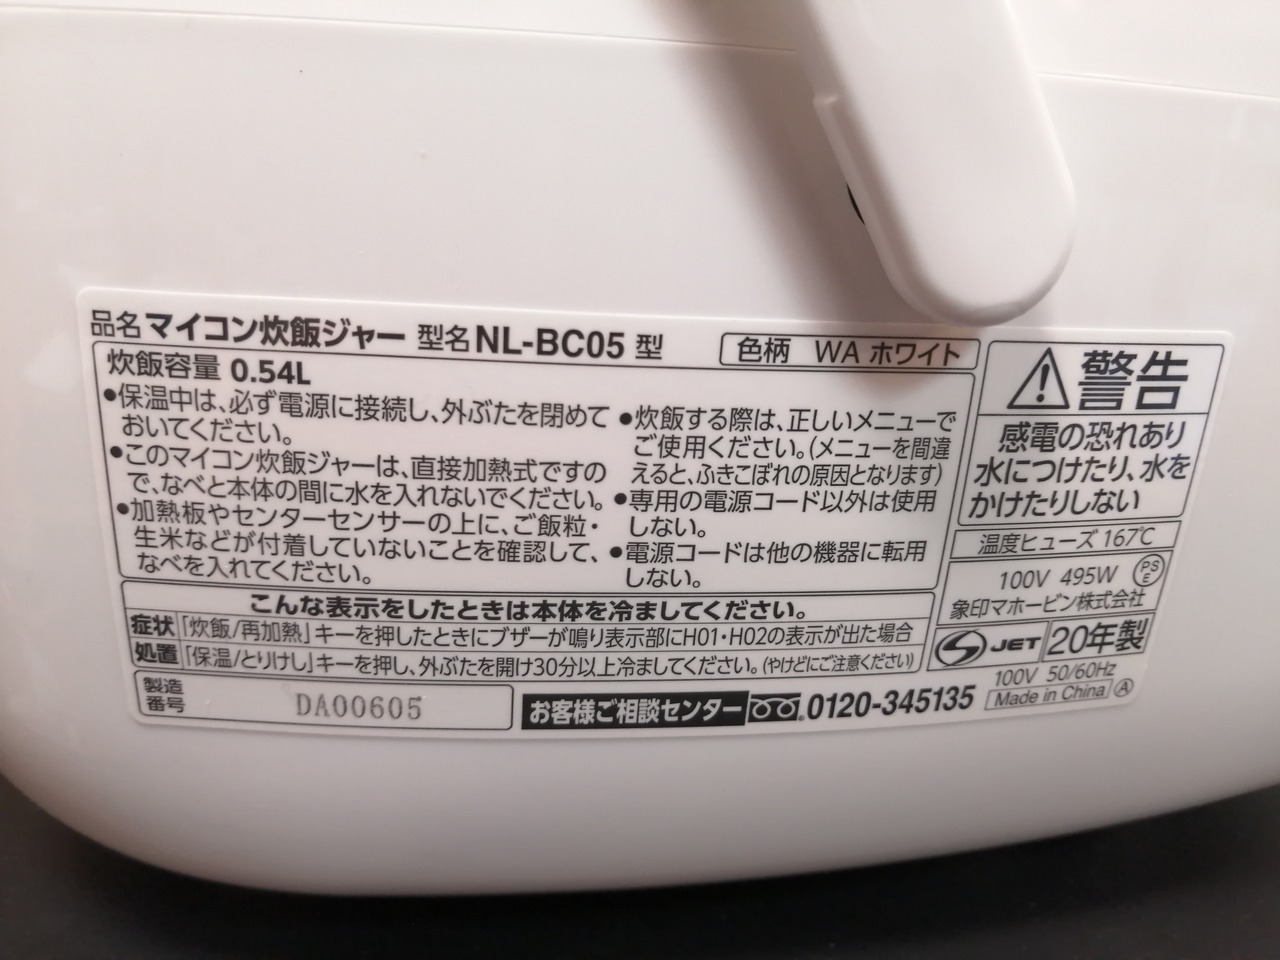 品名 マイコン炊飯ジャー 型名 NL-BC05 型
色柄 WA ホワイト
炊飯容量 0.54L
●保温中は、必ず電源に接続し、外ぶたを閉めて
おいてください。
●このマイコン炊飯ジャーは、直接加熱式ですの
で、なべと本体の間に水を入れないでください。
●加熱板やセンターセンサーの上に、ご飯粒・
生米などが付着していないことを確認して、
なべを入れてください。
●炊飯する際は、正しいメニューで
ご使用ください。(メニューを間違
えると、ふきこぼれの原因となります)
●専用の電源コード以外は使用
しない。
●電源コードは他の機器に転用
しない。
こんな表示をしたときは本体を冷ましてください。
症状 「炊飯/再加熱」キーを押したときにブザーが鳴り表示部にH01・H02の表示が出た場合
処置 「保温/とりけし」キーを押し、外ぶたを開け30分以上冷ましてください。(やけどにご注意ください)
製造
番号
DA00605
お客様ご相談センター 0120-345135
警告
感電の恐れあり
水につけたり、水を
かけたりしない
温度ヒューズ 167℃
100V 495W
PS
E
象印マホービン株式会社
S JET 20年製
100V 50/60Hz
Made in China A